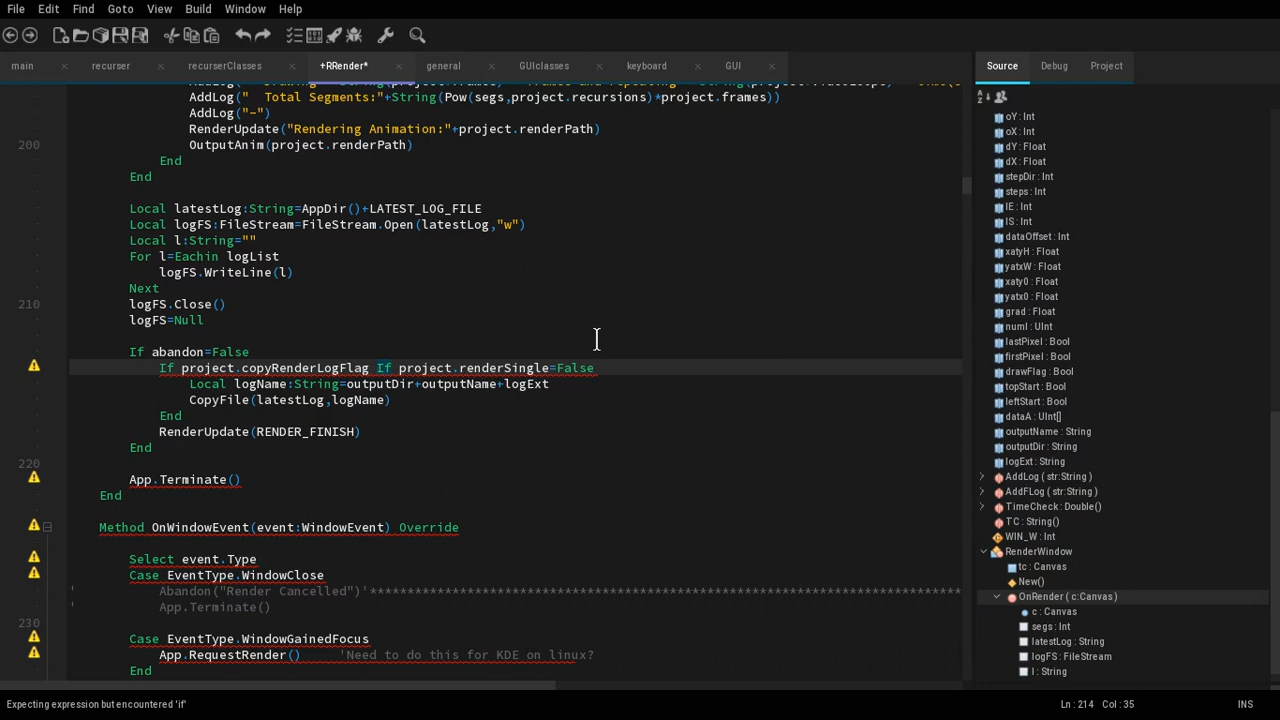 File Edit Find Goto View Build Window Help
main recurser recurserClasses +RRender* general GUIclasses keyboard GUI
Source Debug Project
AddLog("  Total Segments:"+String(Pow(segs,project.recursions)*project.frames))
AddLog("-")
RenderUpdate("Rendering Animation:"+project.renderPath)
200 OutputAnim(project.renderPath)
End
End
Local latestLog:String=AppDir()+LATEST_LOG_FILE
Local logFS:FileStream=FileStream.Open(latestLog,"w")
Local l:String=""
For l=Eachin logList
logFS.WriteLine(l)
Next
210 logFS.Close()
logFS=Null
If abandon=False
If project.copyRenderLogFlag If project.renderSingle=False
Local logName:String=outputDir+outputName+logExt
CopyFile(latestLog,logName)
End
RenderUpdate(RENDER_FINISH)
End
220
App.Terminate()
End
Method OnWindowEvent(event:WindowEvent) Override
Select event.Type
Case EventType.WindowClose
'       Abandon("Render Cancelled")'********************************************************************************
'       App.Terminate()
230
Case EventType.WindowGainedFocus
App.RequestRender()     'Need to do this for KDE on linux?
End
oY: Int
oX: Int
dY: Float
dX: Float
stepDir: Int
steps: Int
lE: Int
lS: Int
dataOffset: Int
xatyH: Float
yatxW: Float
xaty0: Float
yatx0: Float
grad: Float
numI: UInt
lastPixel: Bool
firstPixel: Bool
drawFlag: Bool
topStart: Bool
leftStart: Bool
dataA: UInt[]
outputName: String
outputDir: String
logExt: String
AddLog ( str:String )
AddFLog ( str:String )
TimeCheck: Double()
TC: String()
WIN_W: Int
RenderWindow
tc: Canvas
New()
OnRender ( c:Canvas )
c: Canvas
segs: Int
latestLog: String
logFS: FileStream
l: String
Expecting expression but encountered 'if' Ln: 214 Col: 35 INS